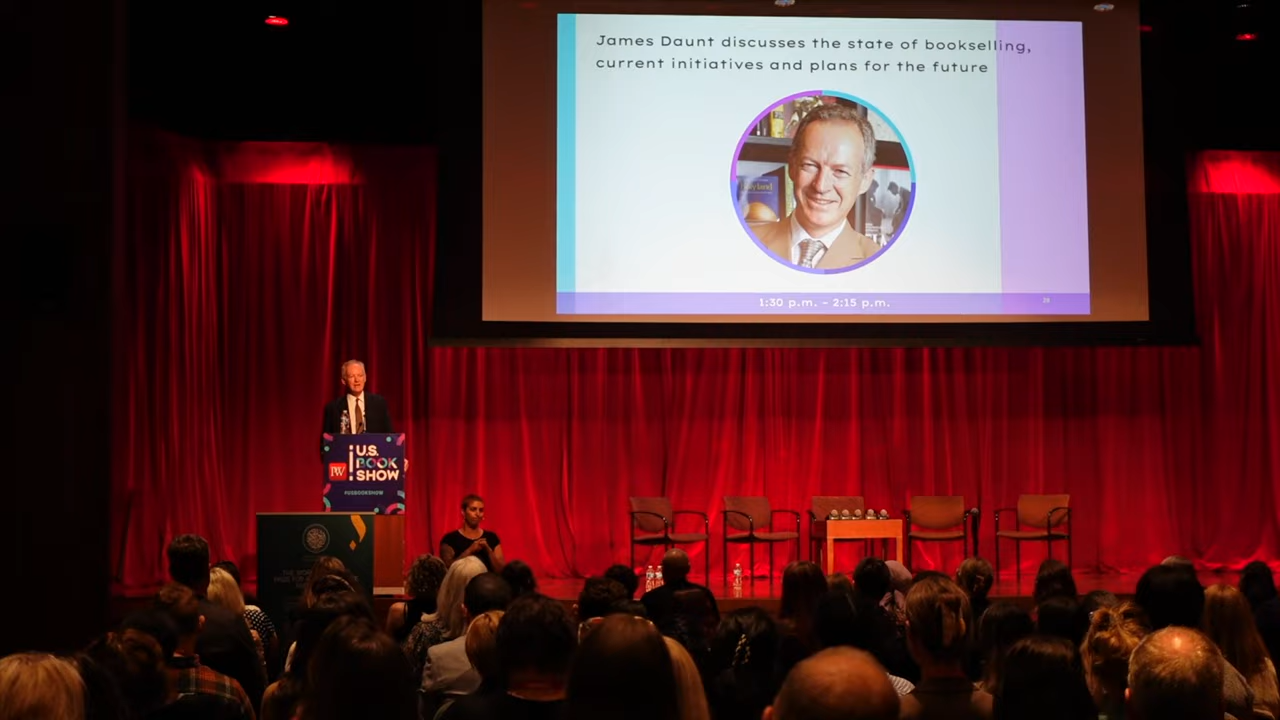 James Daunt discusses the state of bookselling,
current initiatives and plans for the future
1:30 p.m. – 2:15 p.m.
U.S.
BOOK
SHOW
PW
#USBOOKSHOW